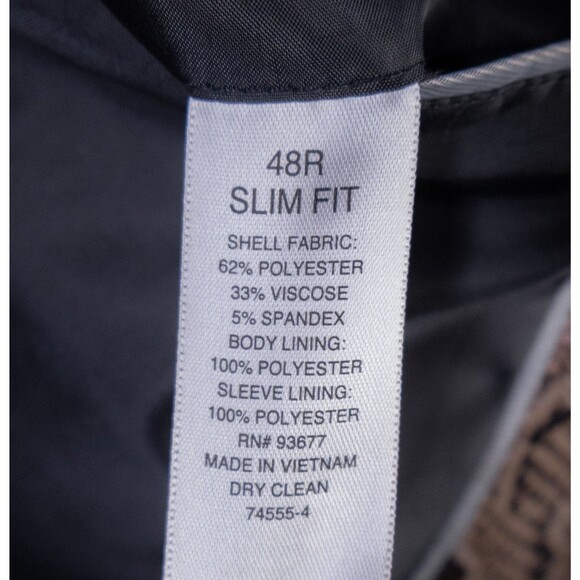 48R
SLIM FIT
SHELL FABRIC:
62% POLYESTER
33% VISCOSE
5% SPANDEX
BODY LINING:
100% POLYESTER
SLEEVE LINING:
100% POLYESTER
RN# 93677
MADE IN VIETNAM
DRY CLEAN
74555-4